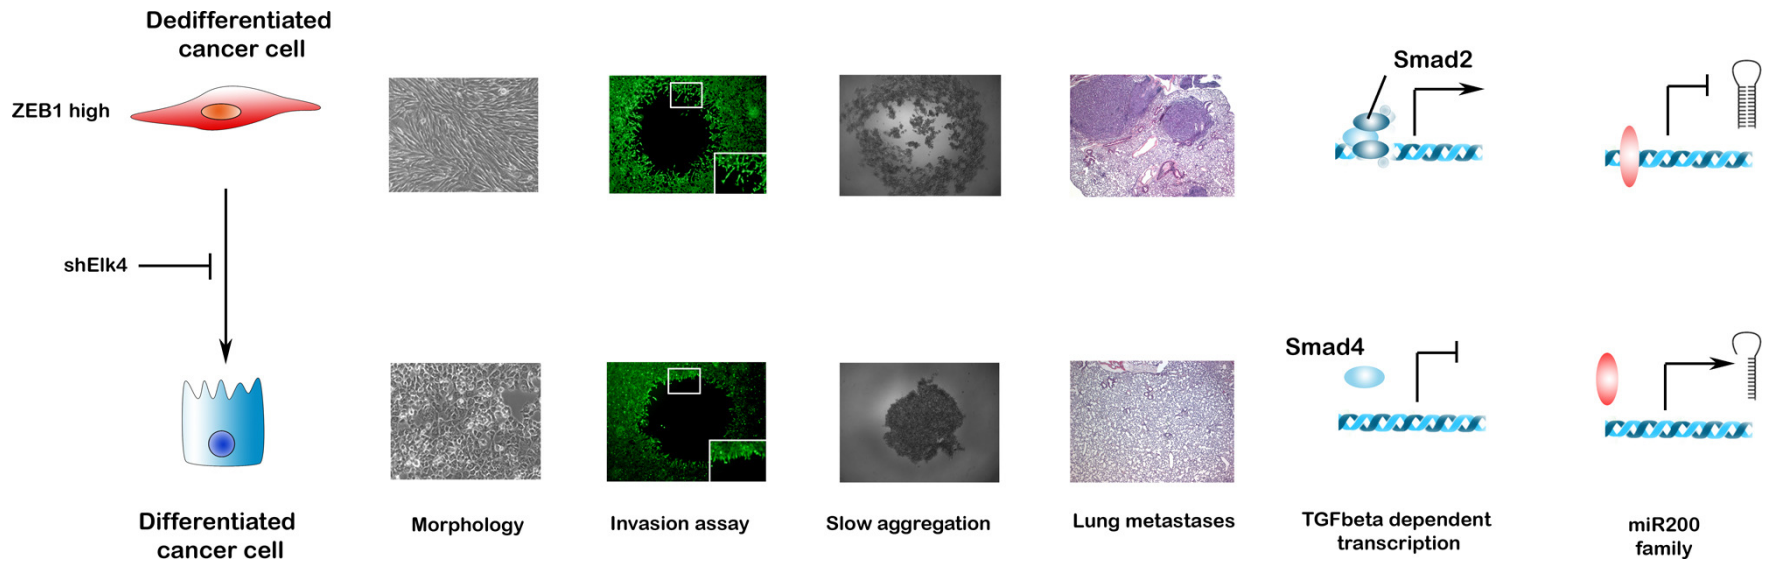 Dedifferentiated
cancer cell
ZEB1 high
Smad2
shElk4
Smad4
Differentiated
cancer cell
Morphology
Invasion assay
Slow aggregation
Lung metastases
TGFbeta dependent
transcription
miR200
family